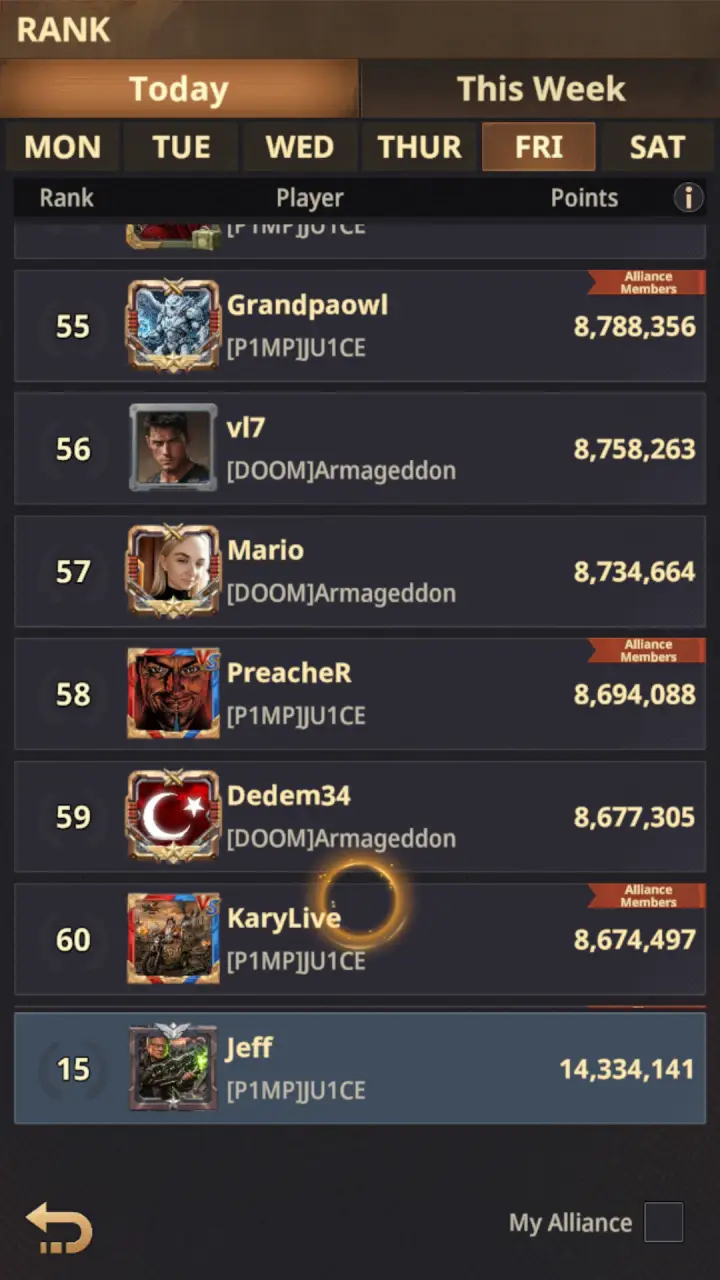 RANK
Today
This Week
MON TUE WED THUR FRI SAT
Rank Player Points
[P1MP]JU1CE
Alliance Members
55 Grandpaowl 8,788,356
[P1MP]JU1CE
56 vl7 8,758,263
[DOOM]Armageddon
57 Mario 8,734,664
[DOOM]Armageddon
Alliance Members
58 PreacheR 8,694,088
[P1MP]JU1CE
59 Dedem34 8,677,305
[DOOM]Armageddon
Alliance Members
60 KaryLive 8,674,497
[P1MP]JU1CE
15 Jeff 14,334,141
[P1MP]JU1CE
My Alliance